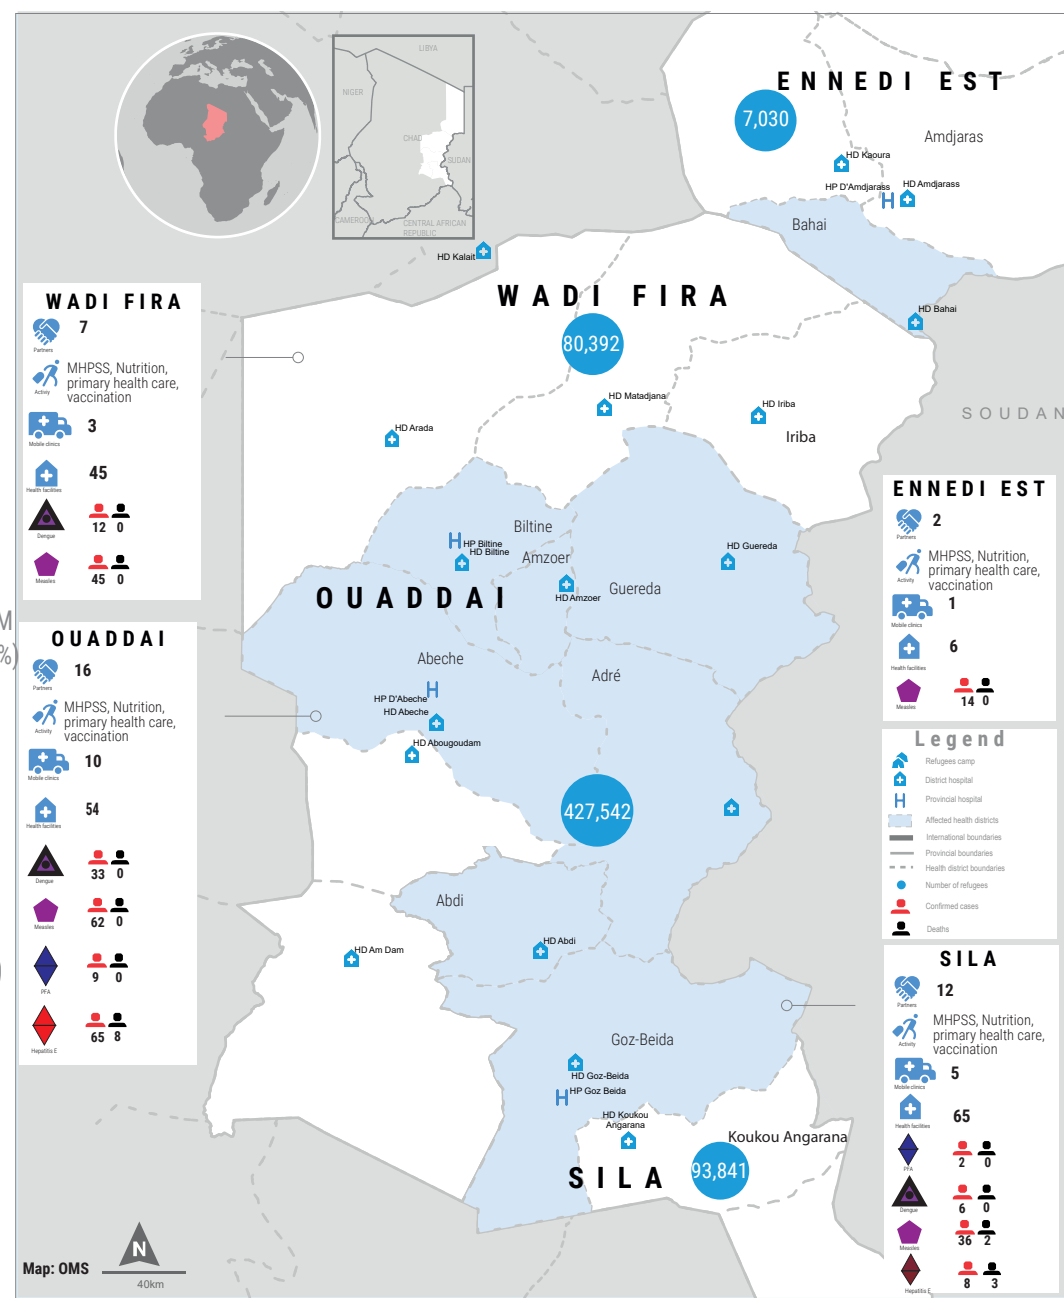 LIBYA
NIGER
CHAD
SUDAN
CAMEROON
CENTRAL AFRICAN
REPUBLIC
ENNEDI EST
7,030
Amdjaras
HD Kaoura
HP D'Amdjarass
HD Amdjarass
Bahai
HD Kalait
HD Bahai
WADI FIRA
80,392
HD Matadjana
HD Iriba
Iriba
HD Arada
SOUDAN
WADI FIRA
7
Partners
MHPSS, Nutrition,
primary health care,
vaccination
Activity
3
Mobile clinics
45
Health facilities
12 0
Dengue
45 0
Measles
Biltine
HP Biltine
HD Biltine
Amzoer
HD Amzoer
HD Guereda
Guereda
OUADDAI
Abeche
HP D'Abeche
HD Abeche
HD Abougoudam
Adré
427,542
M
%)
OUADDAI
16
Partners
MHPSS, Nutrition,
primary health care,
vaccination
Activity
10
Mobile clinics
54
Health facilities
33 0
Dengue
62 0
Measles
9 0
PFA
65 8
Hepatitis E
)
ENNEDI EST
2
Partners
MHPSS, Nutrition,
primary health care,
vaccination
Activity
1
Mobile clinics
6
Health facilities
14 0
Measles
Legend
Refugees camp
District hospital
Provincial hospital
Affected health districts
International boundaries
Provincial boundaries
Health district boundaries
Number of refugees
Confirmed cases
Deaths
Abdi
HD Abdi
HD Am Dam
Goz-Beida
HD Goz-Beida
HP Goz Beida
HD Koukou
Angarana
Koukou Angarana
SILA
93,841
SILA
12
Partners
MHPSS, Nutrition,
primary health care,
vaccination
Activity
5
Mobile clinics
65
Health facilities
2 0
PFA
6 0
Dengue
36 2
Measles
8 3
Hepatitis E
N
Map: OMS
40km